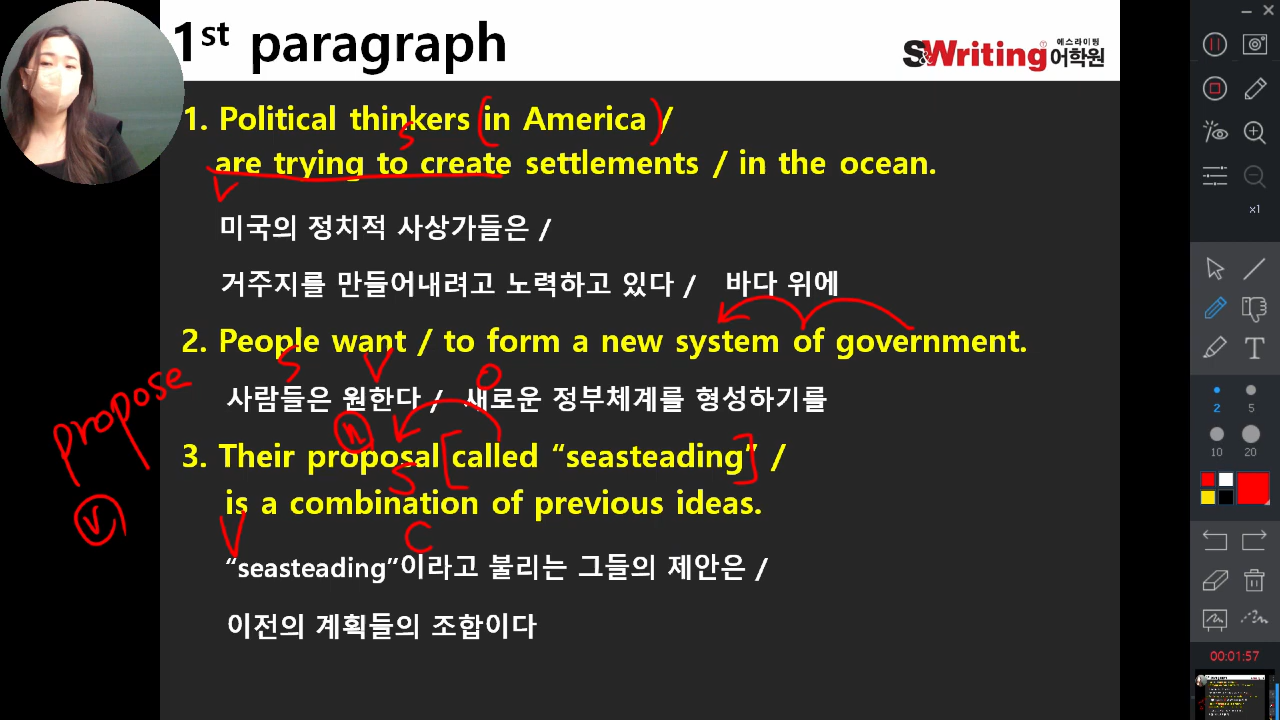 1st paragraph
S&Writing 에스라이팅 어학원
1. Political thinkers (in America) /
S
are trying to create settlements / in the ocean.
V
미국의 정치적 사상가들은 /
거주지를 만들어내려고 노력하고 있다 / 바다 위에
2. People want / to form a new system of government.
S V O
사람들은 원한다 / 새로운 정부체계를 형성하기를
propose
n
3. Their proposal [called “seasteading”] /
S
v
is a combination of previous ideas.
V C
“seasteading”이라고 불리는 그들의 제안은 /
이전의 계획들의 조합이다
x1
T
2 5
10 20
00:01:57